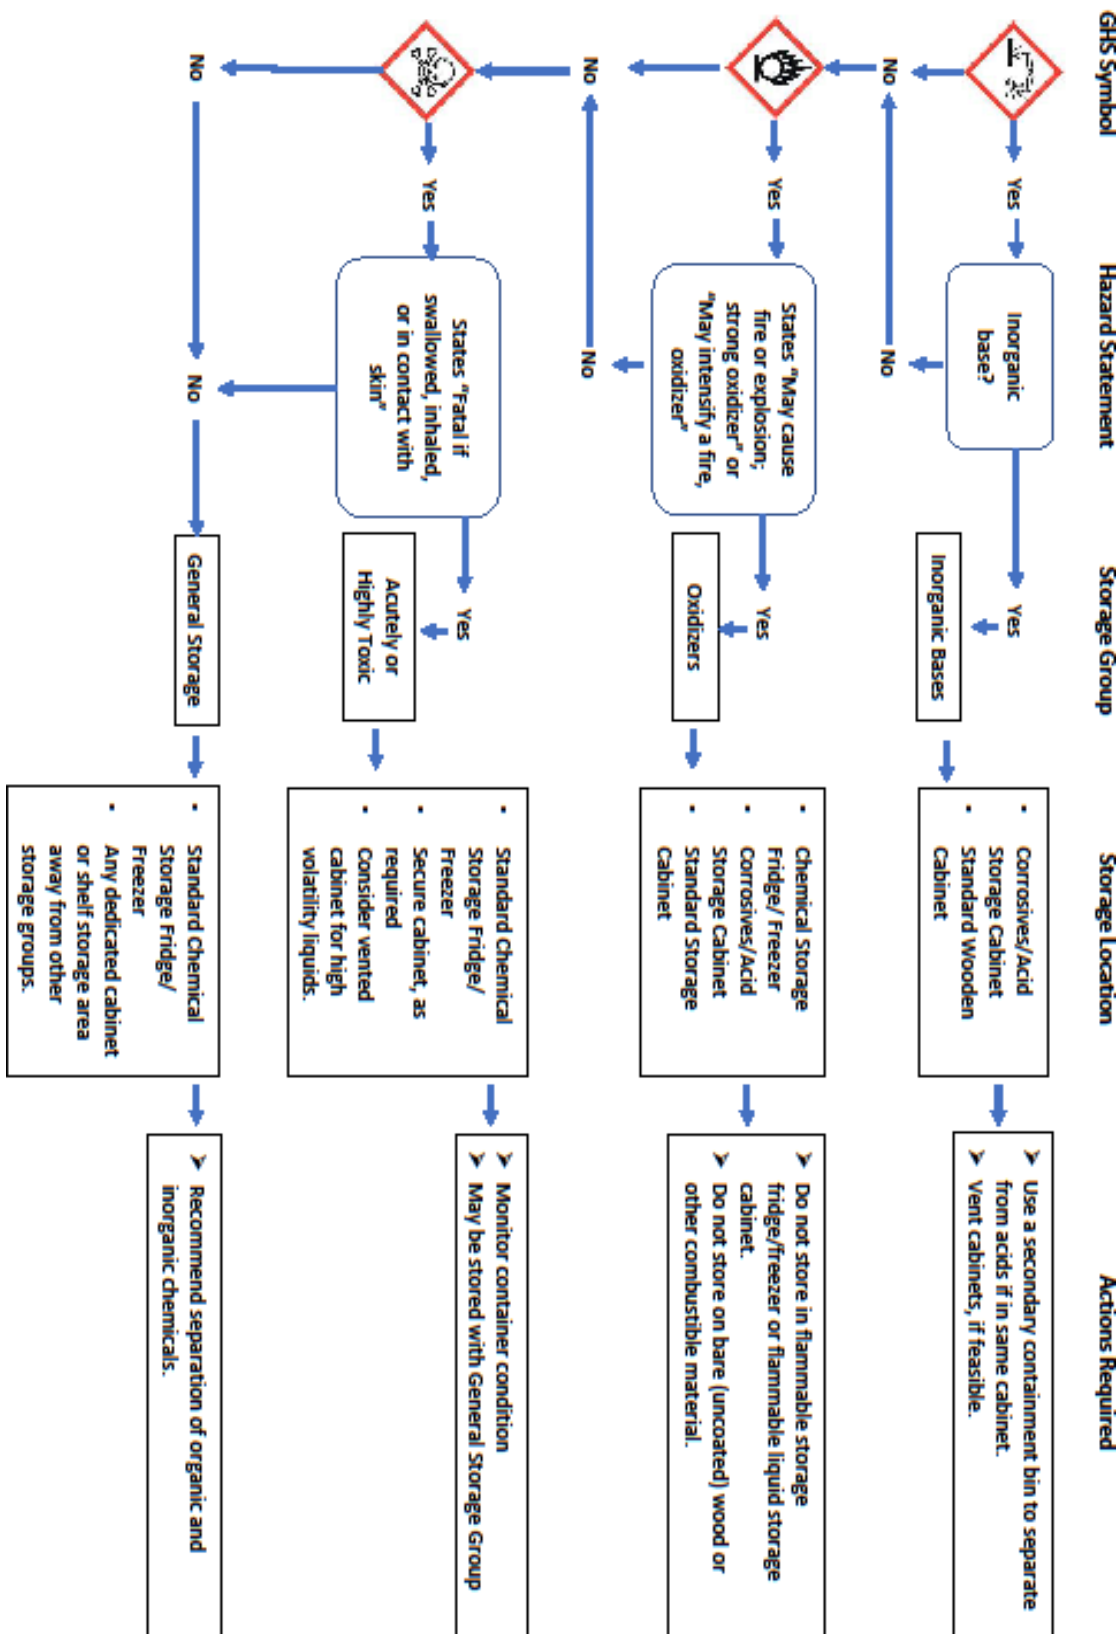 GHS Symbol
Hazard Statement
Storage Group
Storage Location
Actions Required
Yes
Inorganic
base?
Yes
Inorganic Bases
▪ Corrosives/Acid
Storage Cabinet
▪ Standard Wooden
Cabinet
➤ Use a secondary containment bin to separate
from acids if in same cabinet.
➤ Vent cabinets, if feasible.
No
No
Yes
States "May cause
fire or explosion;
strong oxidizer" or
"May intensify a fire,
oxidizer"
Yes
Oxidizers
▪ Chemical Storage
Fridge/ Freezer
▪ Corrosives/Acid
Storage Cabinet
▪ Standard Storage
Cabinet
➤ Do not store in flammable storage
fridge/freezer or flammable liquid storage
cabinet.
➤ Do not store on bare (uncoated) wood or
other combustible material.
No
No
Yes
States "Fatal if
swallowed, inhaled,
or in contact with
skin"
Yes
Acutely or
Highly Toxic
▪ Standard Chemical
Storage Fridge/
Freezer
▪ Secure cabinet, as
required
▪ Consider vented
cabinet for high
volatility liquids.
➤ Monitor container condition
➤ May be stored with General Storage Group
No
No
General Storage
▪ Standard Chemical
Storage Fridge/
Freezer
▪ Any dedicated cabinet
or shelf storage area
away from other
storage groups.
➤ Recommend separation of organic and
inorganic chemicals.